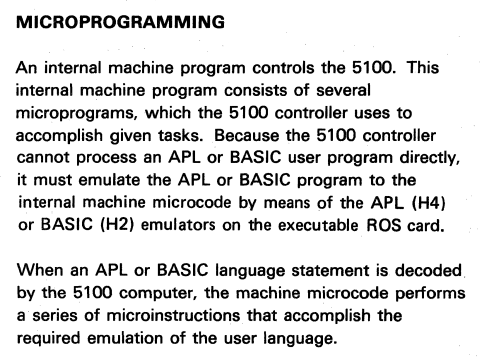 MICROPROGRAMMING
An internal machine program controls the 5100. This
internal machine program consists of several
microprograms, which the 5100 controller uses to
accomplish given tasks. Because the 5100 controller
cannot process an APL or BASIC user program directly,
it must emulate the APL or BASIC program to the
internal machine microcode by means of the APL (H4)
or BASIC (H2) emulators on the executable ROS card.
When an APL or BASIC language statement is decoded
by the 5100 computer, the machine microcode performs
a series of microinstructions that accomplish the
required emulation of the user language.